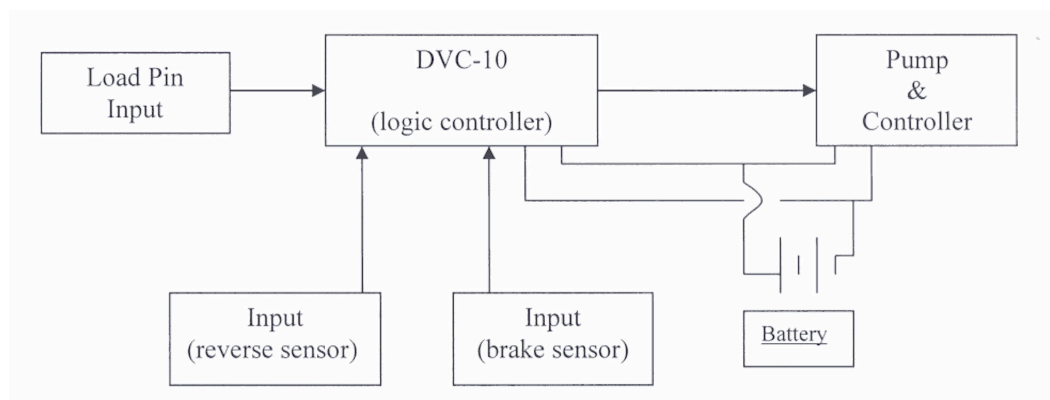 Load Pin
Input
DVC-10
(logic controller)
Pump
&
Controller
Input
(reverse sensor)
Input
(brake sensor)
Battery